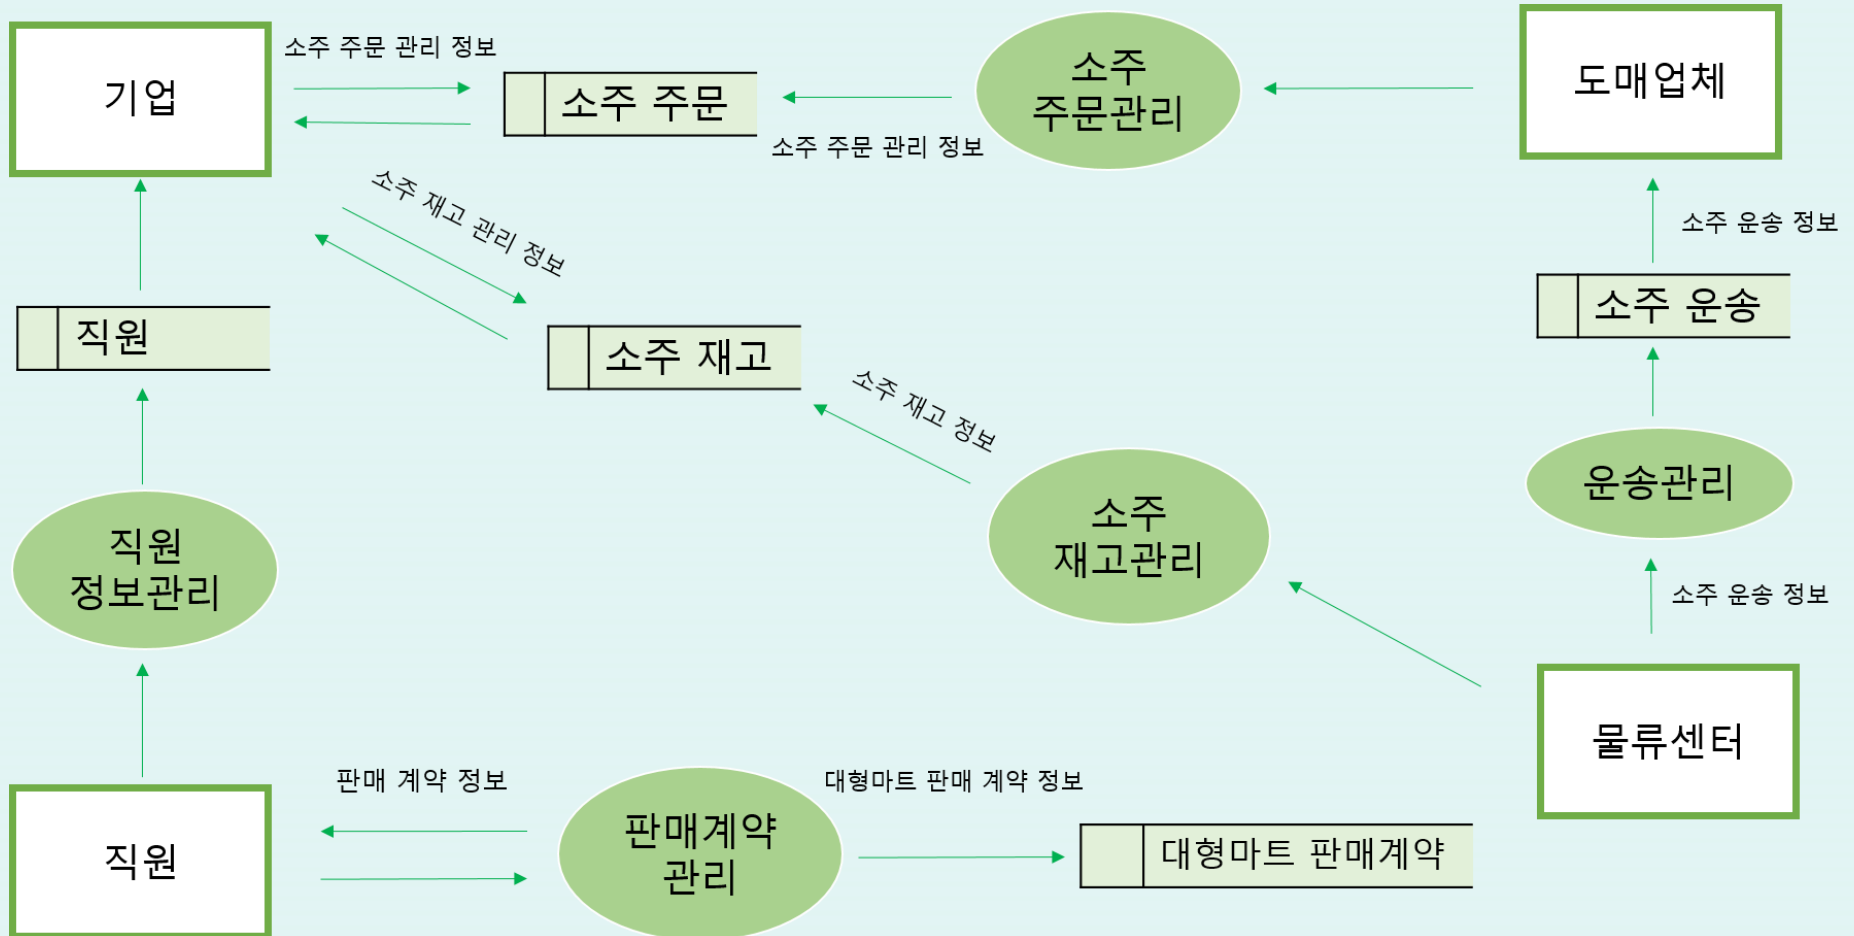 기업
소주 주문 관리 정보
소주 주문
소주
주문관리
도매업체
소주 주문 관리 정보
소주 재고 관리 정보
소주 운송 정보
직원
소주 재고
소주 운송
소주 재고 정보
직원
정보관리
소주
재고관리
운송관리
소주 운송 정보
물류센터
직원
판매 계약 정보
판매계약
관리
대형마트 판매 계약 정보
대형마트 판매계약